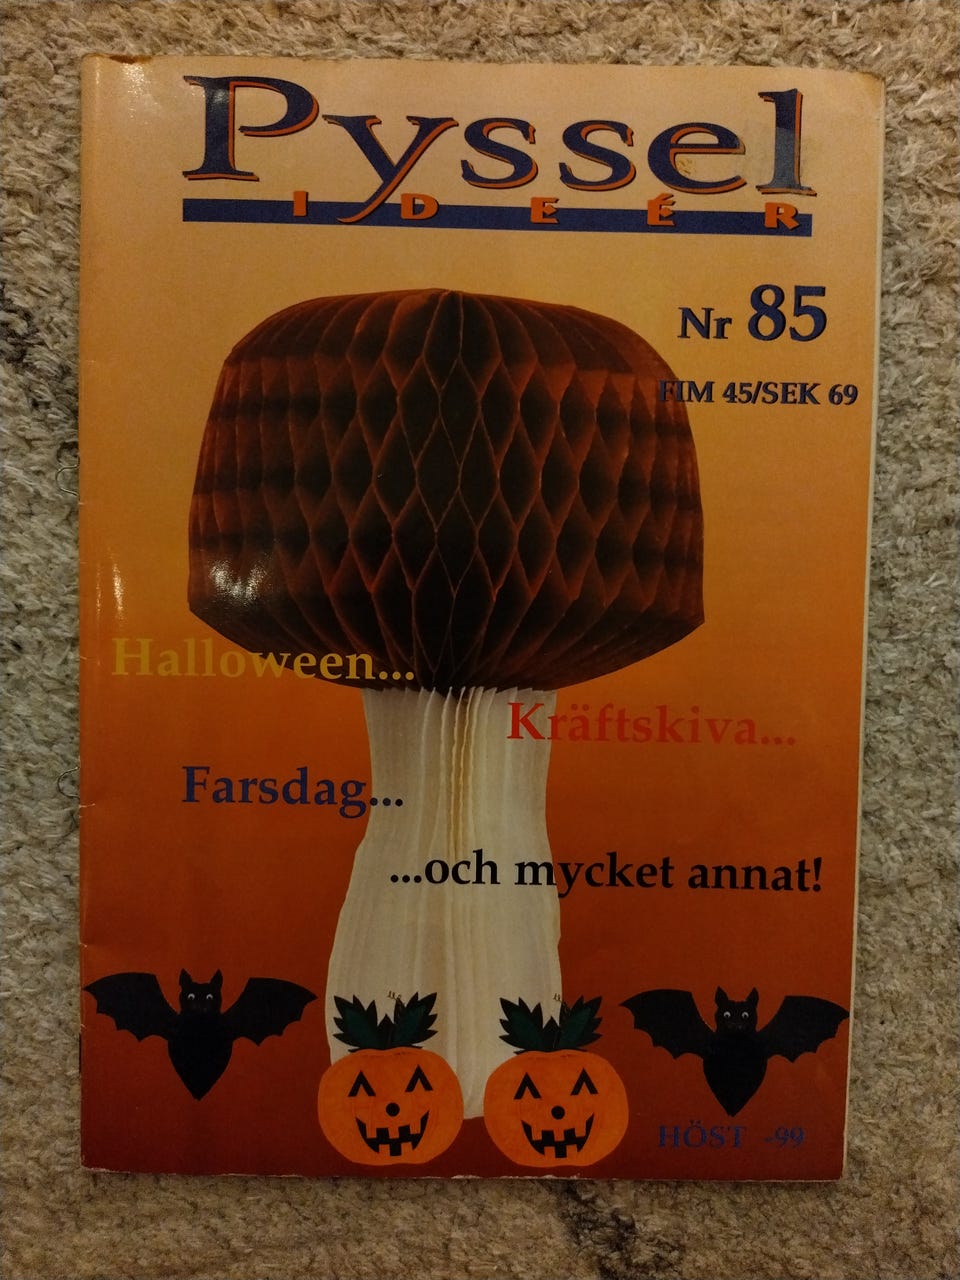 Pyssel
IDEÉR
Nr 85
FIM 45/SEK 69
Halloween...
Kräftskiva...
Farsdag...
...och mycket annat!
HÖST -99